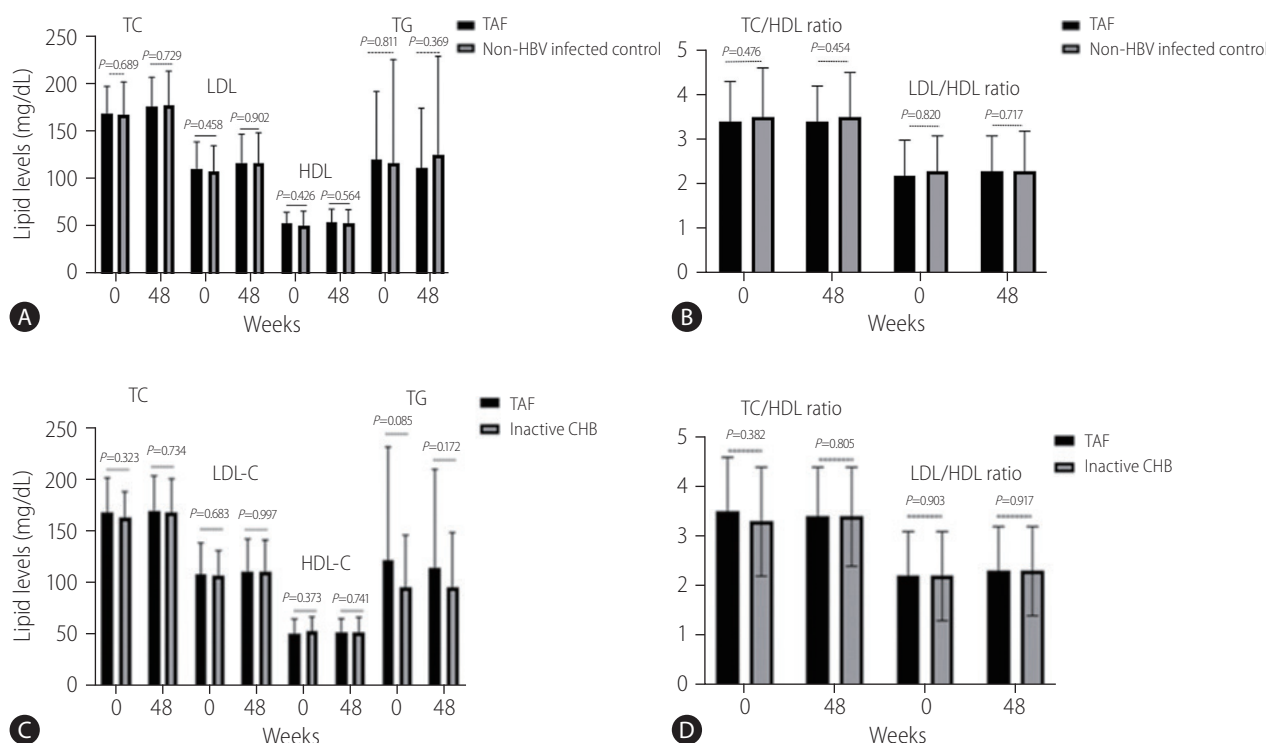 TC
TG
TAF
Non-HBV infected control
250
200
150
100
50
0
Lipid levels (mg/dL)
P=0.689
P=0.729
LDL
P=0.458
P=0.902
HDL
P=0.426
P=0.564
P=0.811
P=0.369
0
48
0
48
0
48
0
48
Weeks
A
TC/HDL ratio
TAF
Non-HBV infected control
5
4
3
2
1
0
P=0.476
P=0.454
LDL/HDL ratio
P=0.820
P=0.717
0
48
0
48
Weeks
B
TC
TG
TAF
Inactive CHB
250
200
150
100
50
0
Lipid levels (mg/dL)
P=0.323
P=0.734
LDL-C
P=0.683
P=0.997
HDL-C
P=0.373
P=0.741
P=0.085
P=0.172
0
48
0
48
0
48
0
48
Weeks
C
TC/HDL ratio
TAF
Inactive CHB
5
4
3
2
1
0
P=0.382
P=0.805
LDL/HDL ratio
P=0.903
P=0.917
0
48
0
48
Weeks
D